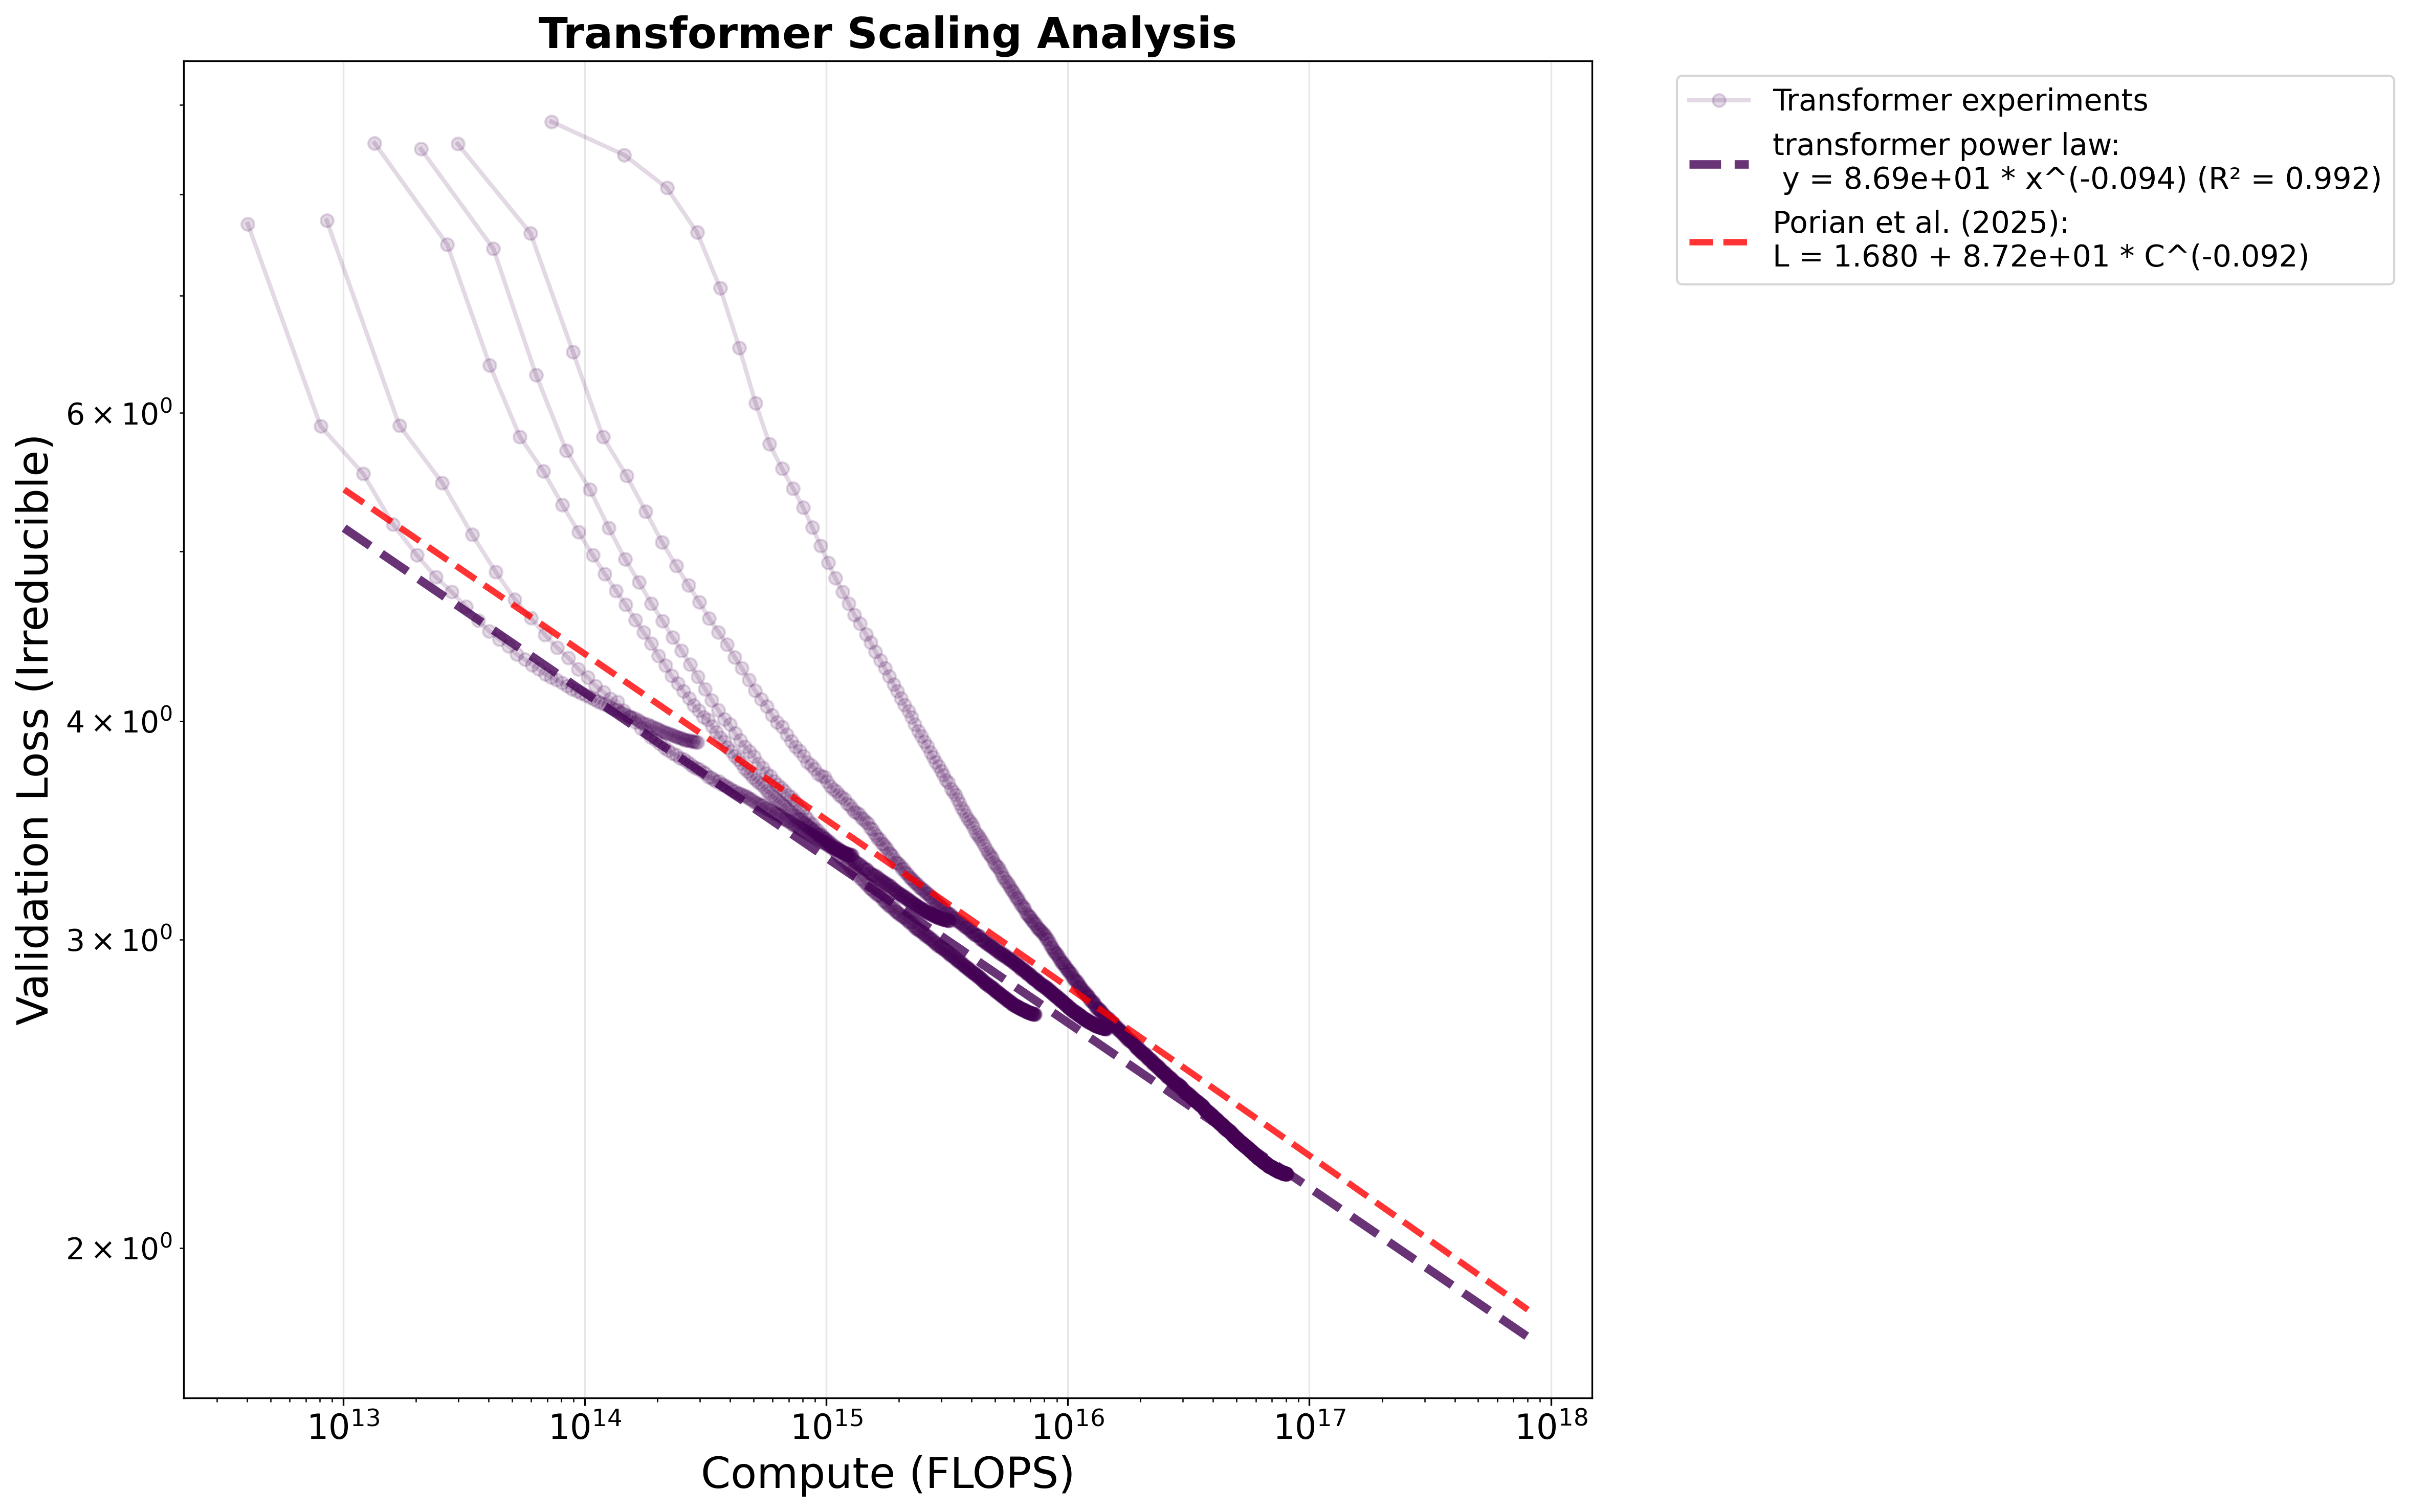 Transformer Scaling Analysis
Transformer experiments
transformer power law:
y = 8.69e+01 * x^(-0.094) (R² = 0.992)
Porian et al. (2025):
L = 1.680 + 8.72e+01 * C^(-0.092)
Validation Loss (Irreducible)
6 × 10⁰
4 × 10⁰
3 × 10⁰
2 × 10⁰
10¹³ 10¹⁴ 10¹⁵ 10¹⁶ 10¹⁷ 10¹⁸
Compute (FLOPS)